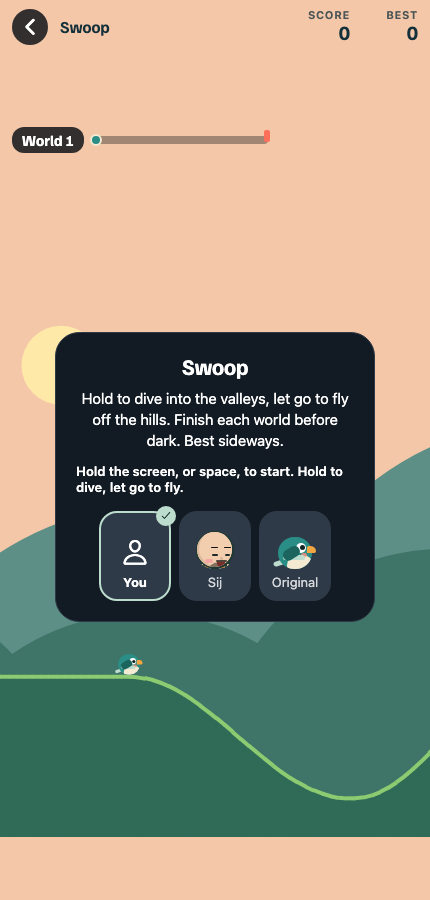 Swoop
SCORE
0
BEST
0
World 1
Swoop
Hold to dive into the valleys, let go to fly
off the hills. Finish each world before
dark. Best sideways.
Hold the screen, or space, to start. Hold to
dive, let go to fly.
You
Sij
Original